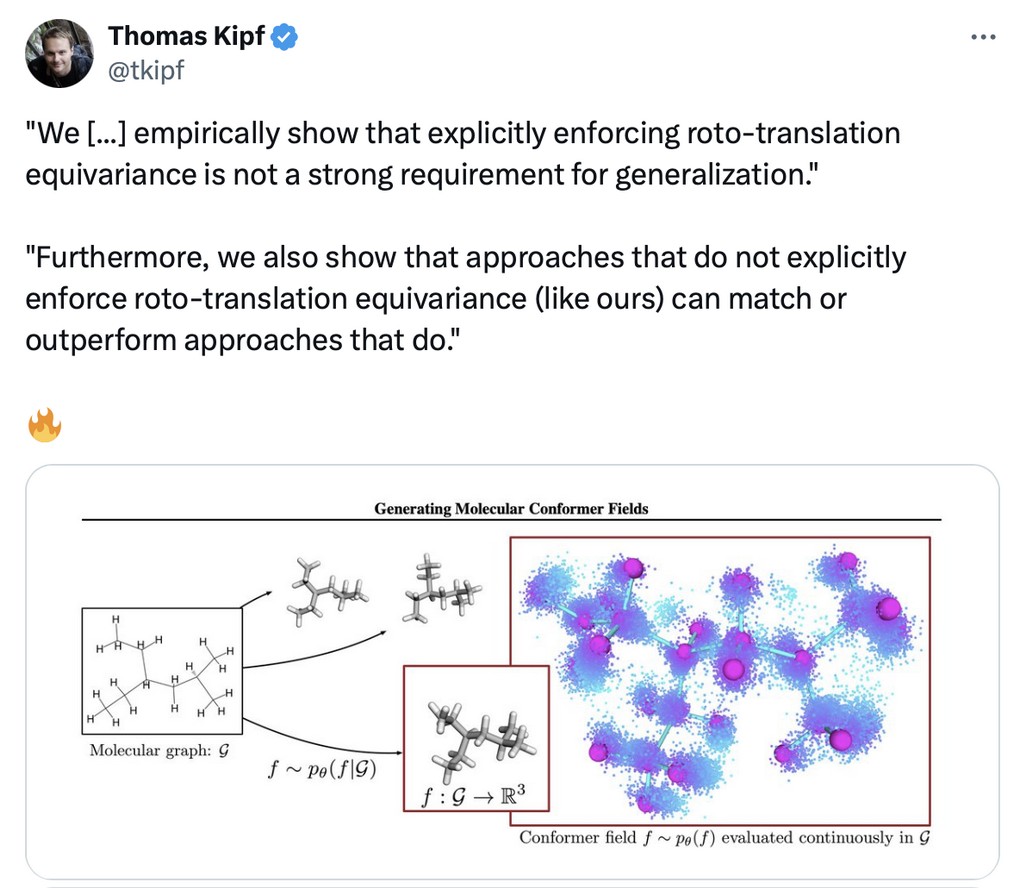 Thomas Kipf
@tkipf
"We [...] empirically show that explicitly enforcing roto-translation
equivariance is not a strong requirement for generalization."
"Furthermore, we also show that approaches that do not explicitly
enforce roto-translation equivariance (like ours) can match or
outperform approaches that do."
🔥
Generating Molecular Conformer Fields
H
H H H H
H H
H H
H H H H
H H H H H H
H
Molecular graph: 𝒢
f ∼ pθ(f|𝒢)
f : 𝒢 → ℝ³
Conformer field f ∼ pθ(f) evaluated continuously in 𝒢